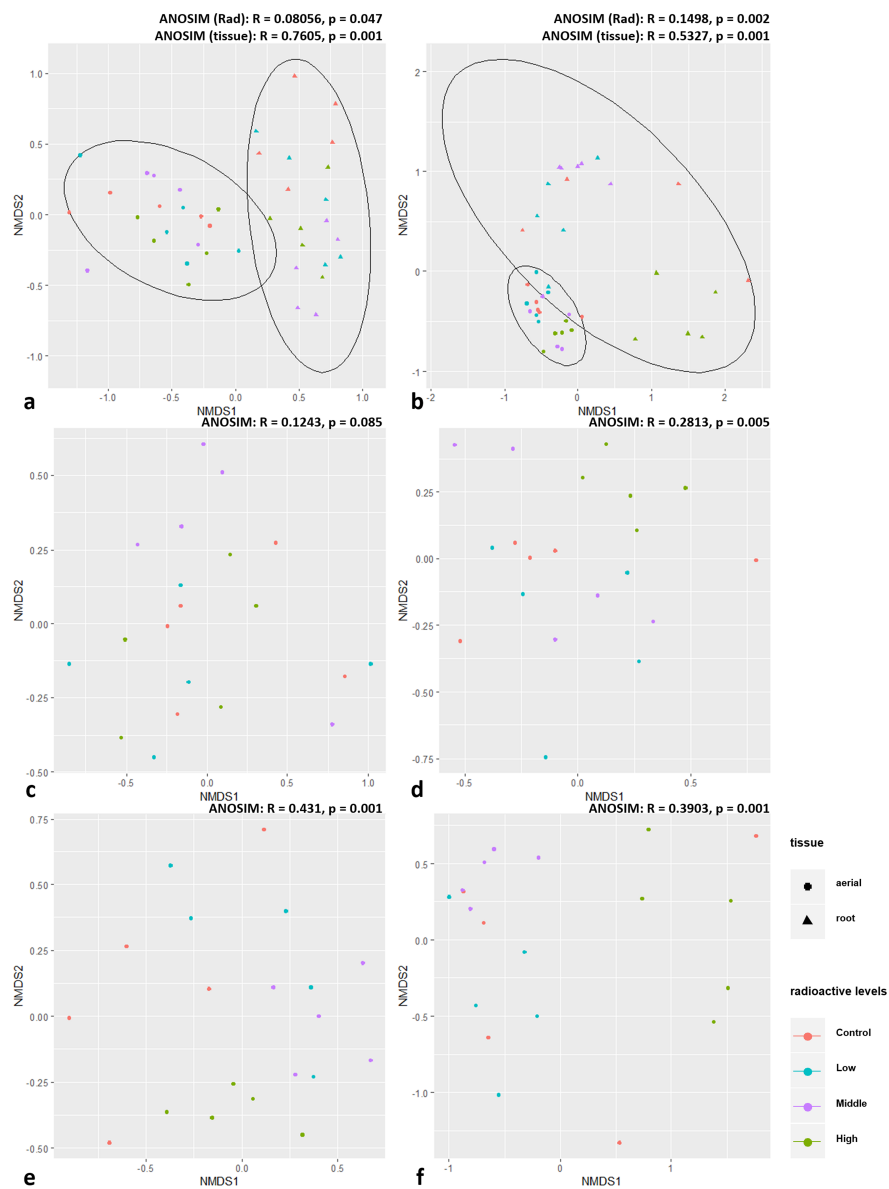 ANOSIM (Rad): R = 0.08056, p = 0.047
ANOSIM (tissue): R = 0.7605, p = 0.001
NMDS2
1.0
0.5
0.0
-0.5
-1.0
-1.0 -0.5 0.0 0.5 1.0
NMDS1
a
ANOSIM (Rad): R = 0.1498, p = 0.002
ANOSIM (tissue): R = 0.5327, p = 0.001
NMDS2
2
1
0
-1
-2 -1 0 1 2
NMDS1
b
ANOSIM: R = 0.1243, p = 0.085
NMDS2
0.50
0.25
0.00
-0.25
-0.50
-0.5 0.0 0.5 1.0
NMDS1
c
ANOSIM: R = 0.2813, p = 0.005
NMDS2
0.25
0.00
-0.25
-0.50
-0.75
-0.5 0.0 0.5
NMDS1
d
ANOSIM: R = 0.431, p = 0.001
NMDS2
0.75
0.50
0.25
0.00
-0.25
-0.50
-0.5 0.0 0.5
NMDS1
e
ANOSIM: R = 0.3903, p = 0.001
NMDS2
0.5
0.0
-0.5
-1.0
-1 0 1
NMDS1
f
tissue
aerial
root
radioactive levels
Control
Low
Middle
High